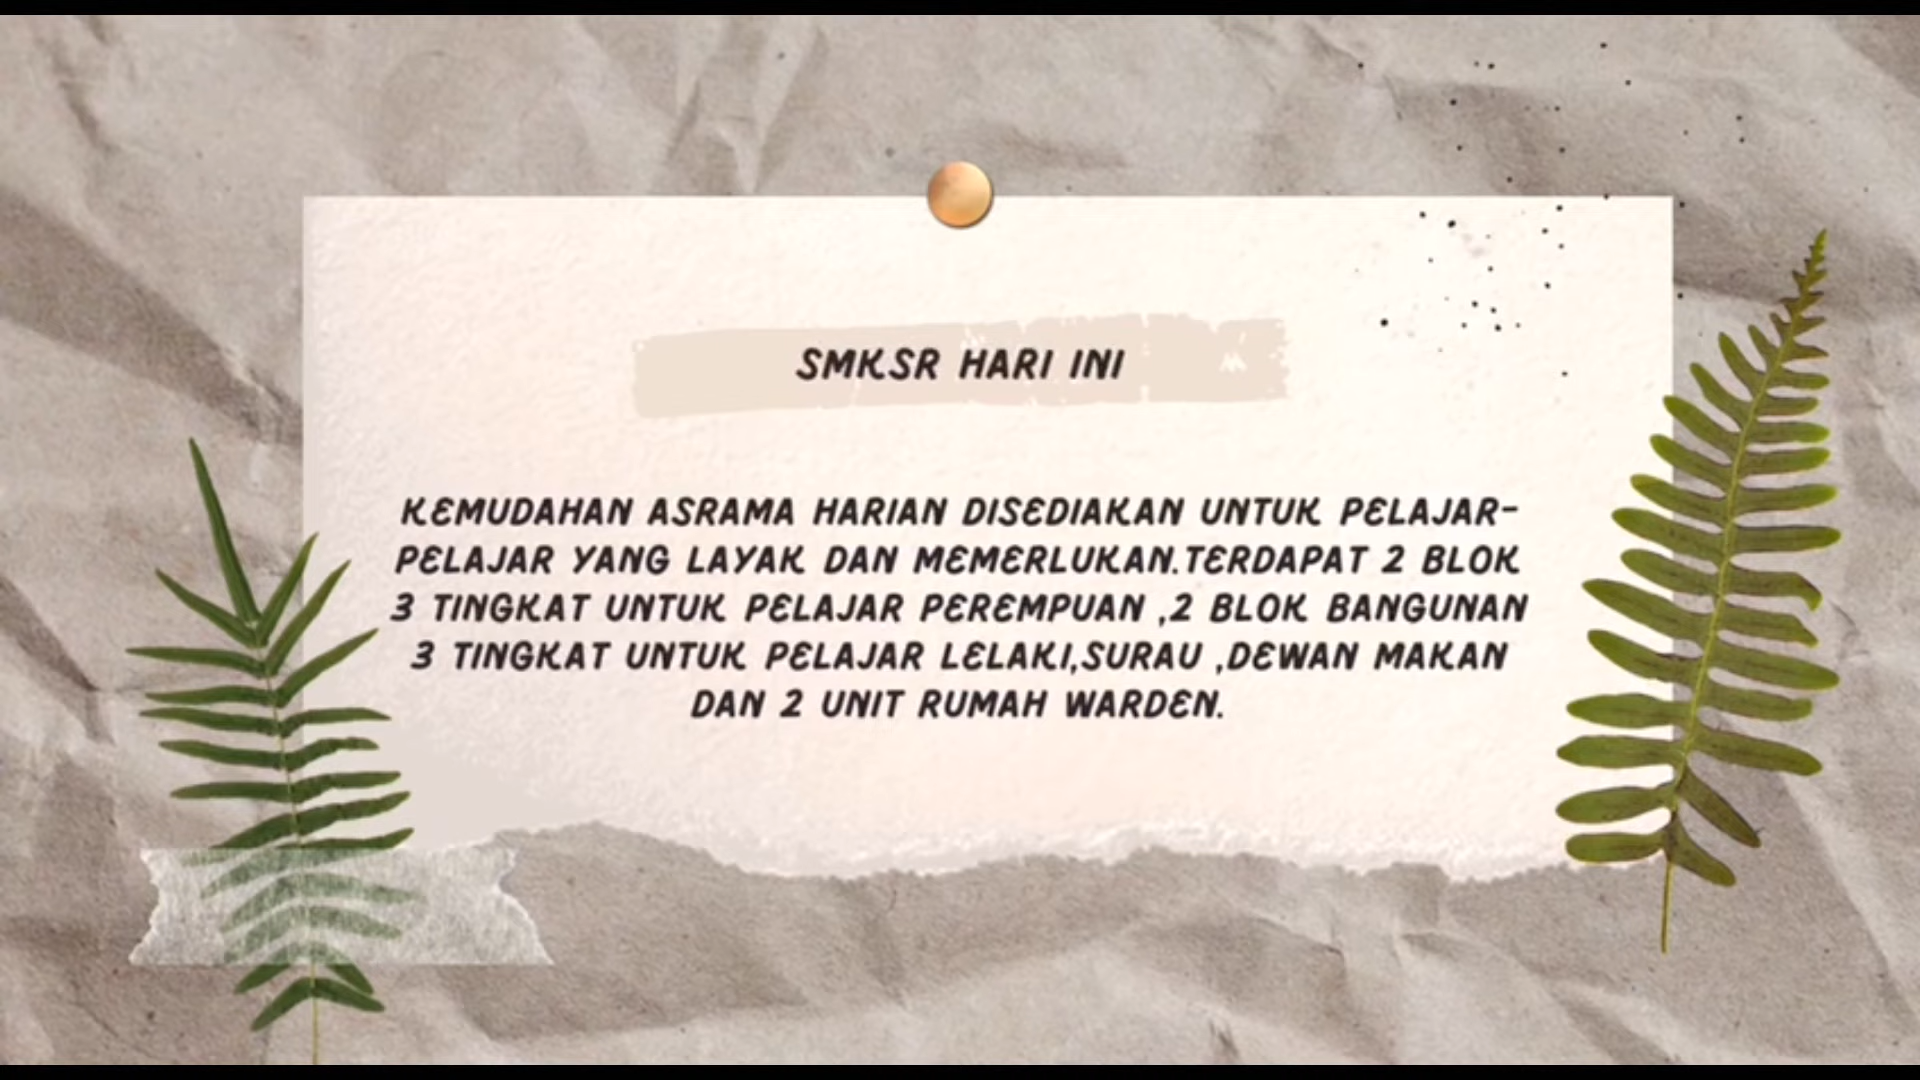 SMKSR HARI INI
KEMUDAHAN ASRAMA HARIAN DISEDIAKAN UNTUK PELAJAR-
PELAJAR YANG LAYAK DAN MEMERLUKAN.TERDAPAT 2 BLOK
3 TINGKAT UNTUK PELAJAR PEREMPUAN ,2 BLOK BANGUNAN
3 TINGKAT UNTUK PELAJAR LELAKI,SURAU ,DEWAN MAKAN
DAN 2 UNIT RUMAH WARDEN.